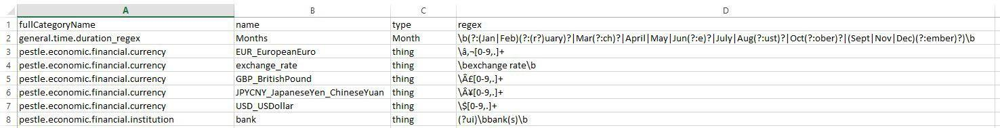 A B C D
1 fullCategoryName name type regex
2 general.time.duration_regex Months Month \b(?:(Jan|Feb)(?:(r?)uary)?|Mar(?:ch)?|April|May|Jun(?:e)?|July|Aug(?:ust)?|Oct(?:ober)?|(Sept|Nov|Dec)(?:ember)?)\b
3 pestle.economic.financial.currency EUR_EuropeanEuro thing \â‚¬[0-9,.]+
4 pestle.economic.financial.currency exchange_rate thing \bexchange rate\b
5 pestle.economic.financial.currency GBP_BritishPound thing \Â£[0-9,.]+
6 pestle.economic.financial.currency JPYCNY_JapaneseYen_ChineseYuan thing \Â¥[0-9,.]+
7 pestle.economic.financial.currency USD_USDollar thing \$[0-9,.]+
8 pestle.economic.financial.institution bank thing (?ui)\bbank(s)\b